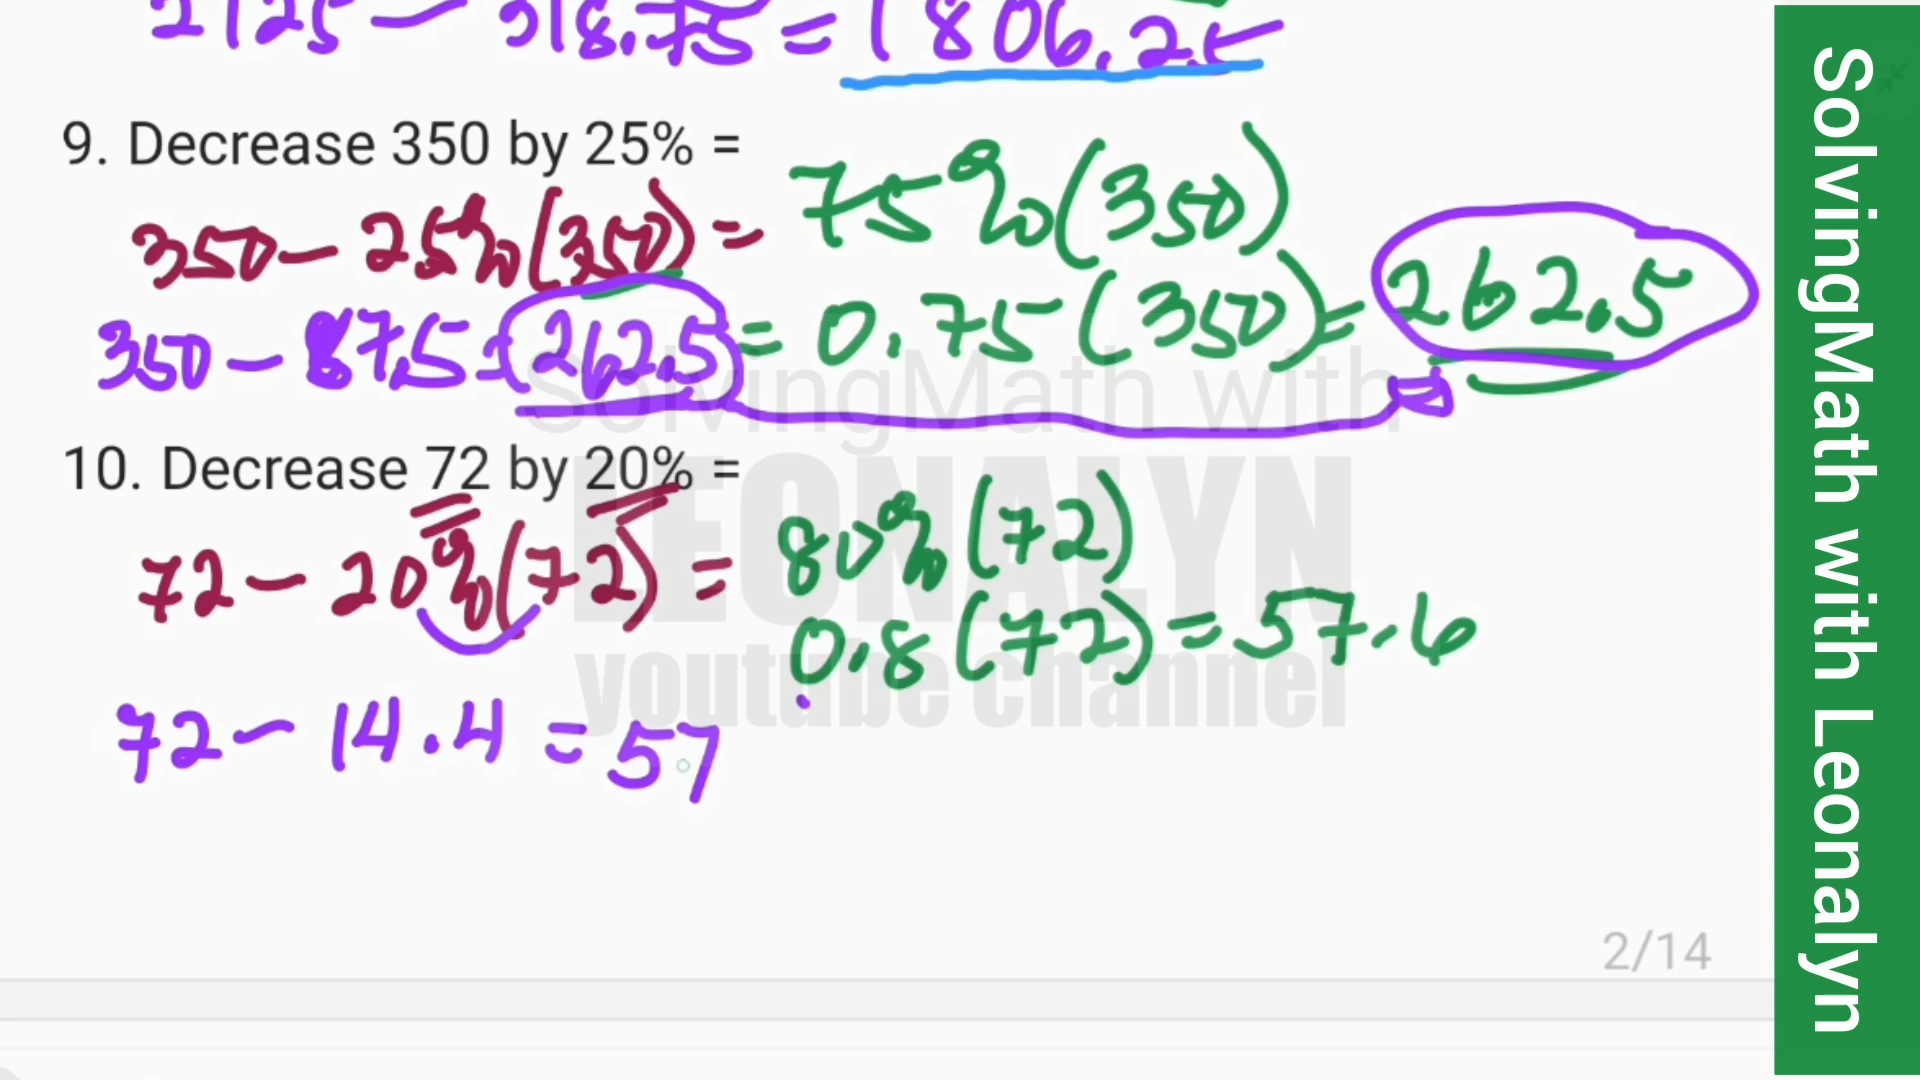 2125 - 318.75 = 1806.25
9. Decrease 350 by 25% =
350 - 25%(350) = 75%(350)
350 - 87.5 = 262.5 = 0.75(350) = 262.5
SolvingMath with
LEONALYN
youtube channel
10. Decrease 72 by 20% =
72 - 20%(72) = 80%(72)
0.8(72) = 57.6
72 - 14.4 = 57
2/14
SolvingMath with Leonalyn